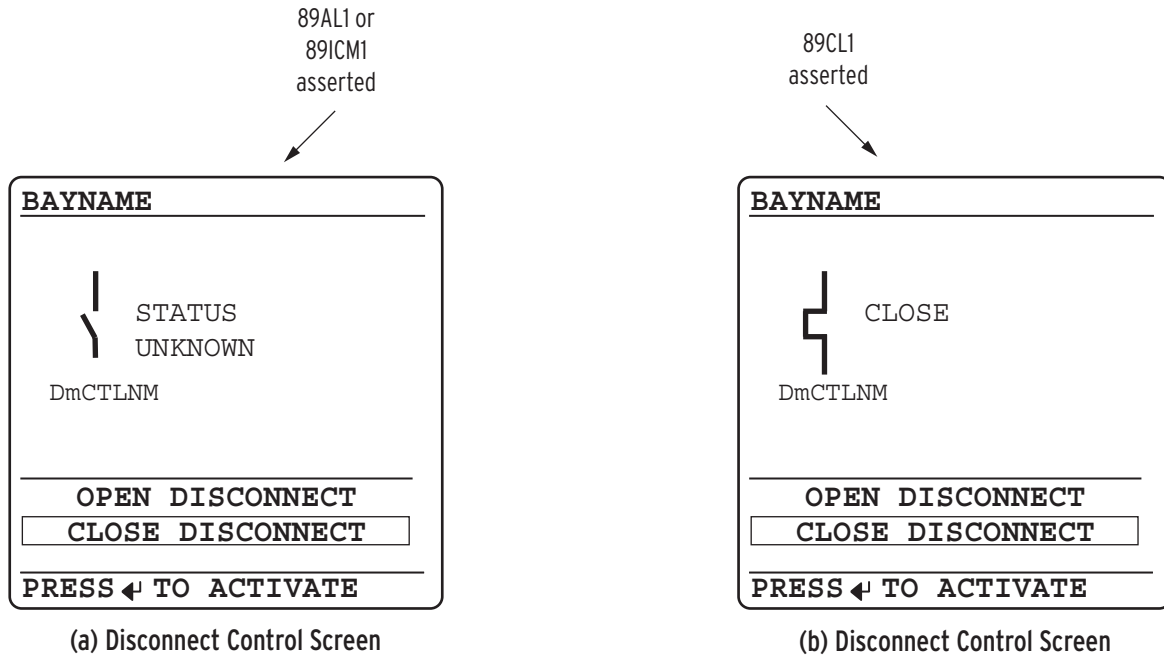 89AL1 or
89ICM1
asserted
BAYNAME
STATUS
UNKNOWN
DmCTLNM
OPEN DISCONNECT
CLOSE DISCONNECT
PRESS ↵ TO ACTIVATE
(a) Disconnect Control Screen
89CL1
asserted
BAYNAME
CLOSE
DmCTLNM
OPEN DISCONNECT
CLOSE DISCONNECT
PRESS ↵ TO ACTIVATE
(b) Disconnect Control Screen